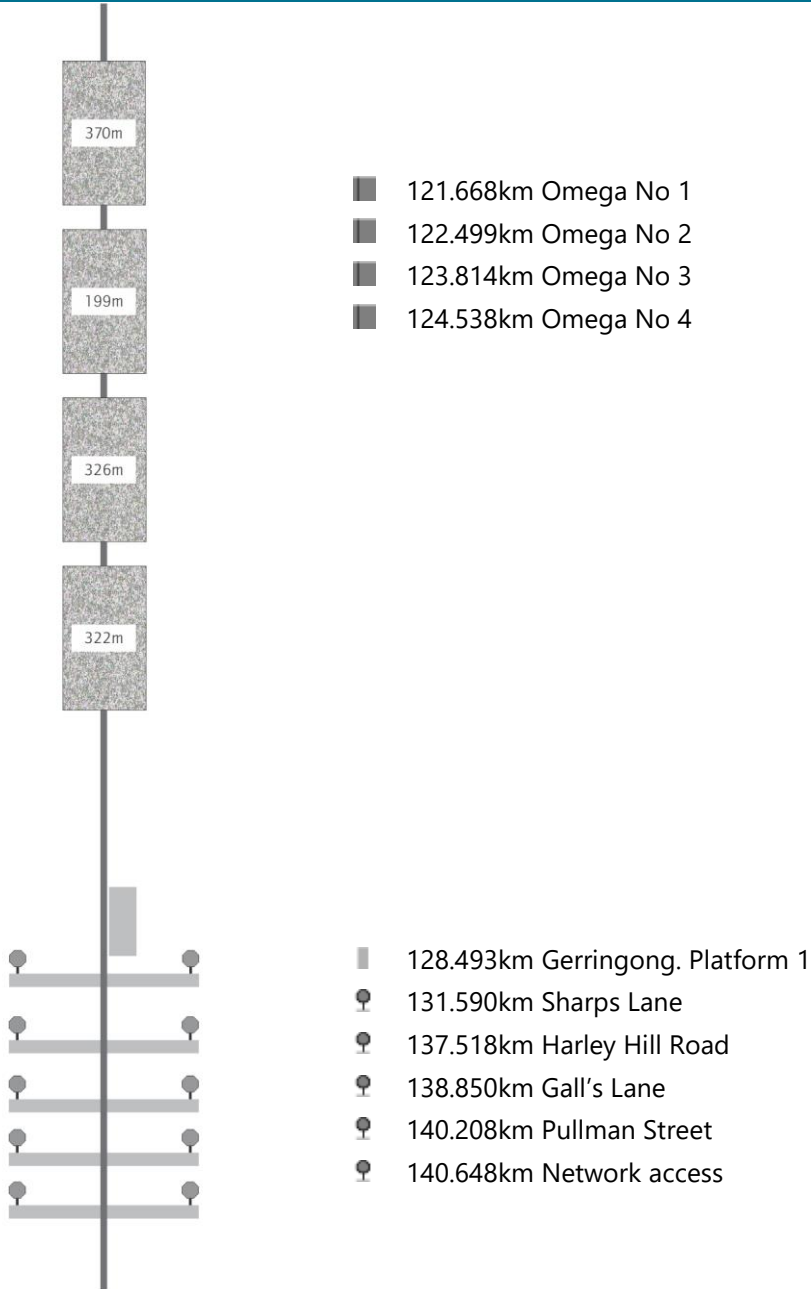 370m
121.668km Omega No 1
122.499km Omega No 2
199m
123.814km Omega No 3
124.538km Omega No 4
326m
322m
128.493km Gerringong. Platform 1
131.590km Sharps Lane
137.518km Harley Hill Road
138.850km Gall’s Lane
140.208km Pullman Street
140.648km Network access